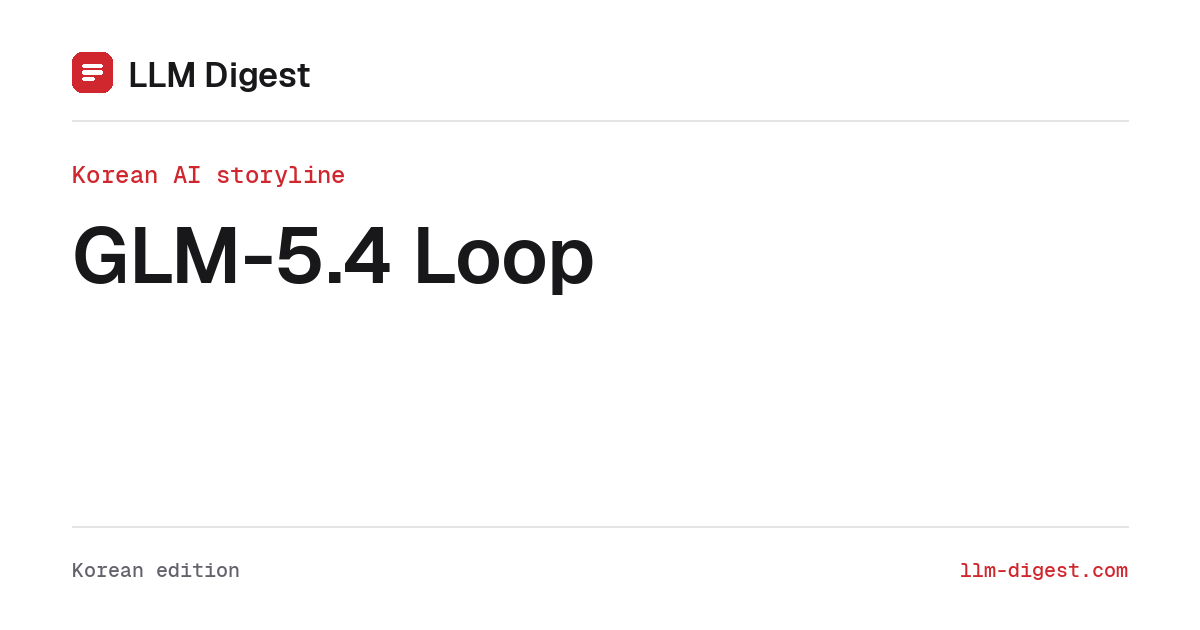 LLM Digest
Korean AI storyline
GLM-5.4 Loop
Korean edition
llm-digest.com